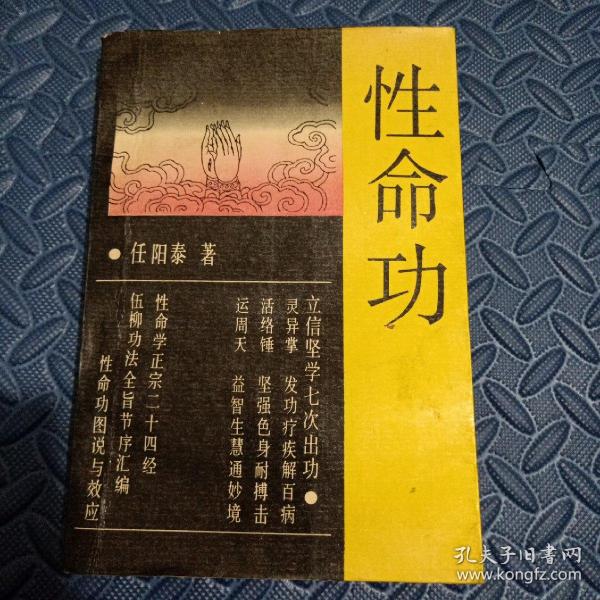 性命功
任阳泰 著
立信坚学七次出功
灵异掌 发功疗疾解百病
活络锤 坚强色身耐搏击
运周天 益智生慧通妙境
性命学正宗二十四经
伍柳功法全旨节序汇编
性命功图说与效应
孔夫子旧书网
www.kongfz.com